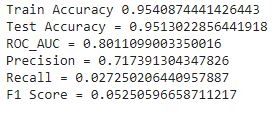 Train Accuracy 0.9540874441426443
Test Accuracy = 0.9513022856441918
ROC_AUC = 0.8011099003350016
Precision = 0.717391304347826
Recall = 0.027250206440957887
F1 Score = 0.05250596658711217